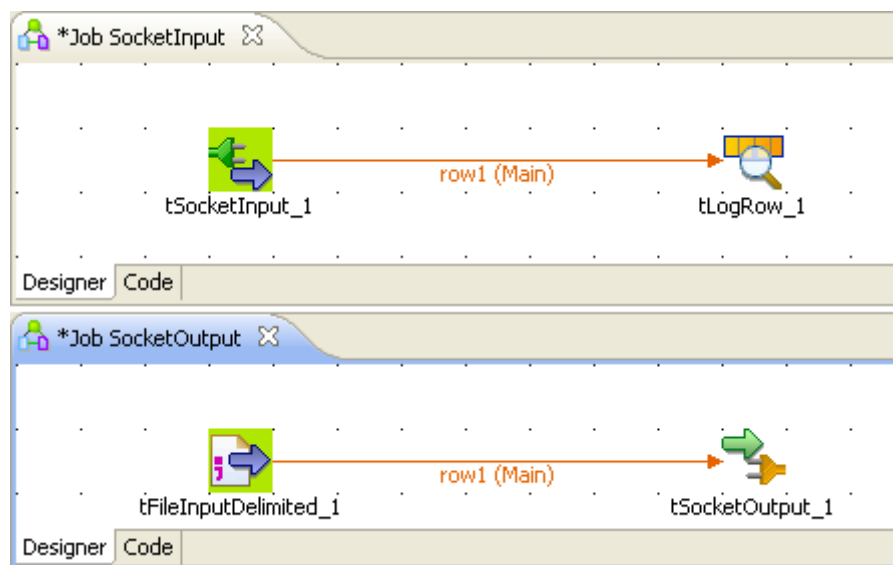 *Job SocketInput
row1 (Main)
tSocketInput_1
tLogRow_1
Designer
Code
*Job SocketOutput
row1 (Main)
tFileInputDelimited_1
tSocketOutput_1
Designer
Code